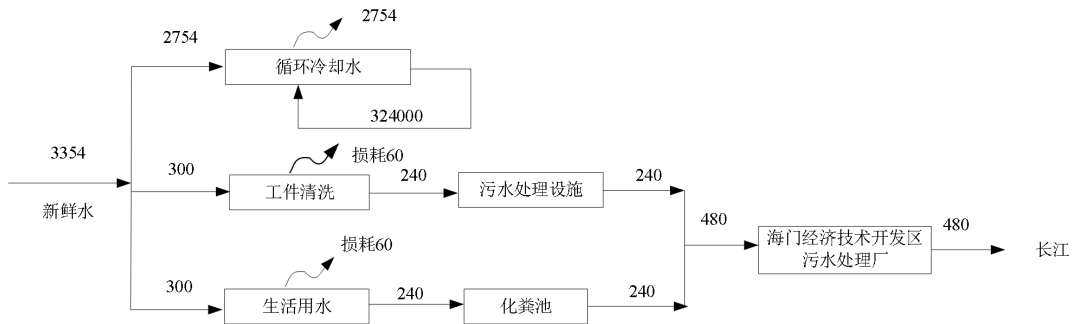 2754
2754
循环冷却水
324000
3354
新鲜水
300
损耗60
工件清洗
240
污水处理设施
240
480
海门经济技术开发区
污水处理厂
480
长江
损耗60
300
生活用水
240
化粪池
240